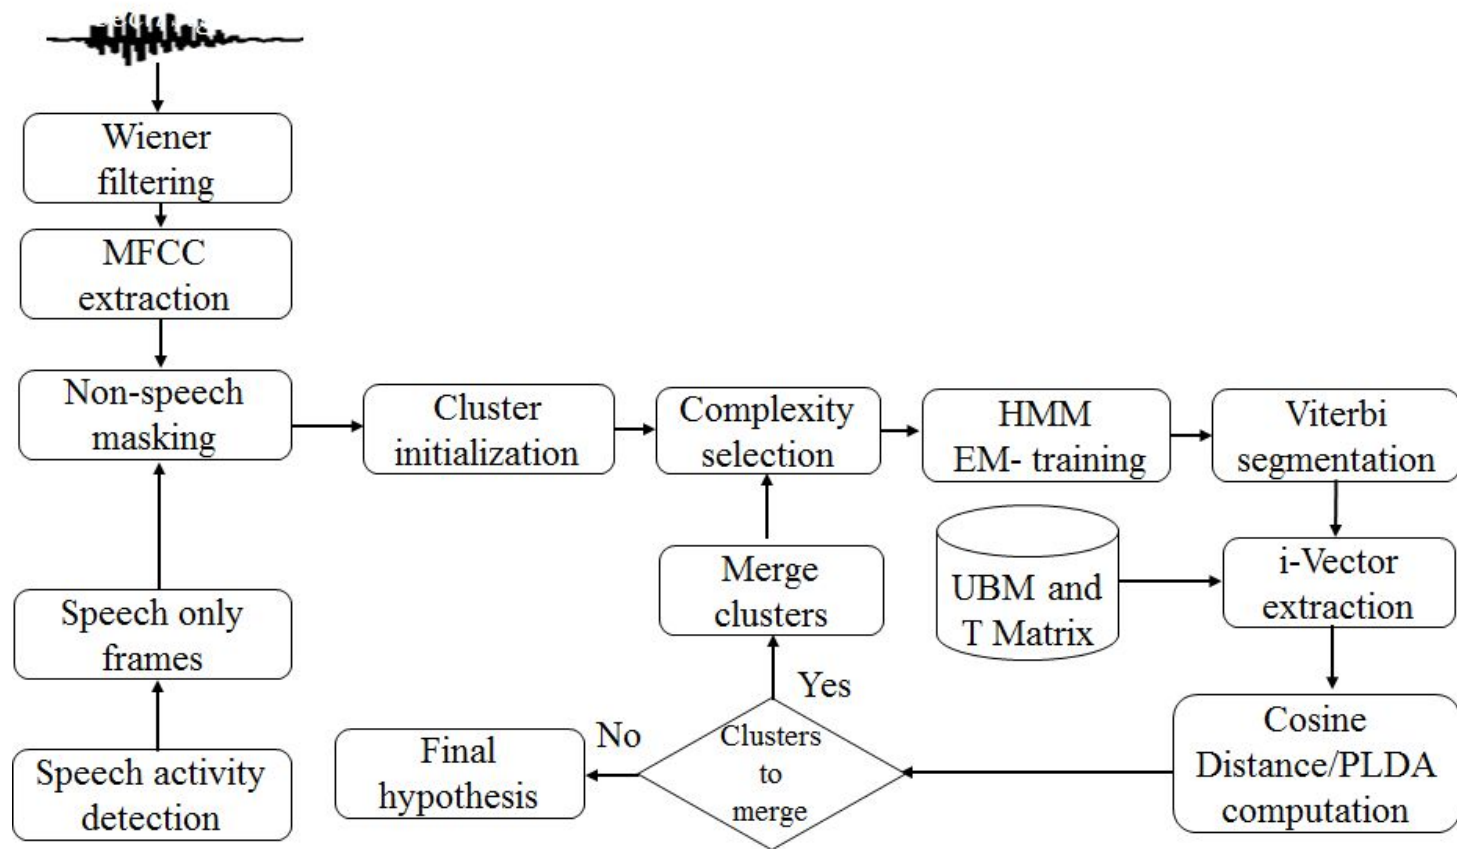 Wiener
filtering
MFCC
extraction
Non-speech
masking
Speech only
frames
Speech activity
detection
Cluster
initialization
Complexity
selection
HMM
EM- training
Viterbi
segmentation
UBM and
T Matrix
i-Vector
extraction
Cosine
Distance/PLDA
computation
Clusters
to
merge
Yes
Merge
clusters
No
Final
hypothesis